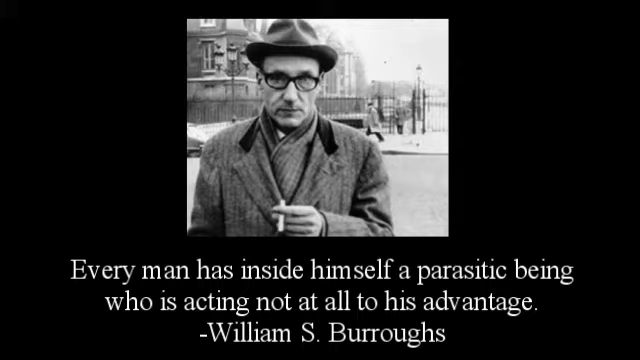 Every man has inside himself a parasitic being
who is acting not at all to his advantage.
-William S. Burroughs